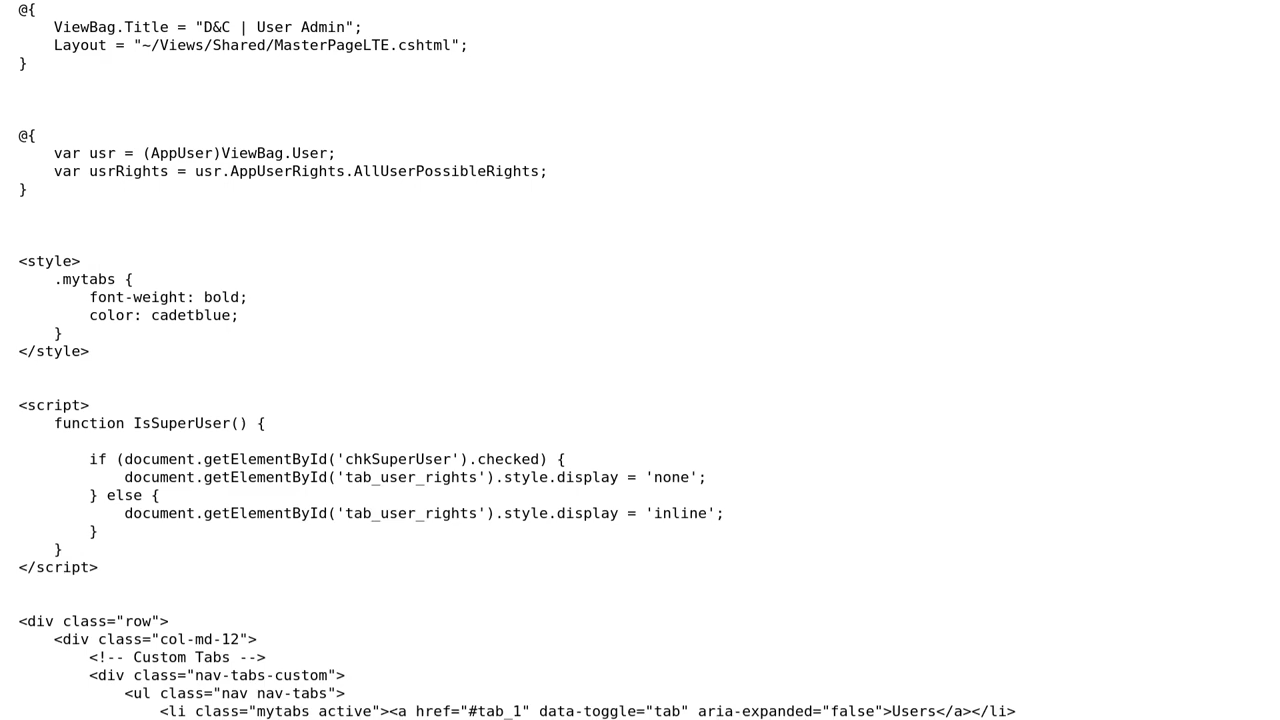 @{
    ViewBag.Title = "D&C | User Admin";
    Layout = "~/Views/Shared/MasterPageLTE.cshtml";
}
@{
    var usr = (AppUser)ViewBag.User;
    var usrRights = usr.AppUserRights.AllUserPossibleRights;
}
<style>
    .mytabs {
        font-weight: bold;
        color: cadetblue;
    }
</style>
<script>
    function IsSuperUser() {
        if (document.getElementById('chkSuperUser').checked) {
            document.getElementById('tab_user_rights').style.display = 'none';
        } else {
            document.getElementById('tab_user_rights').style.display = 'inline';
        }
    }
</script>
<div class="row">
    <div class="col-md-12">
        <!-- Custom Tabs -->
        <div class="nav-tabs-custom">
            <ul class="nav nav-tabs">
                <li class="mytabs active"><a href="#tab_1" data-toggle="tab" aria-expanded="false">Users</a></li>